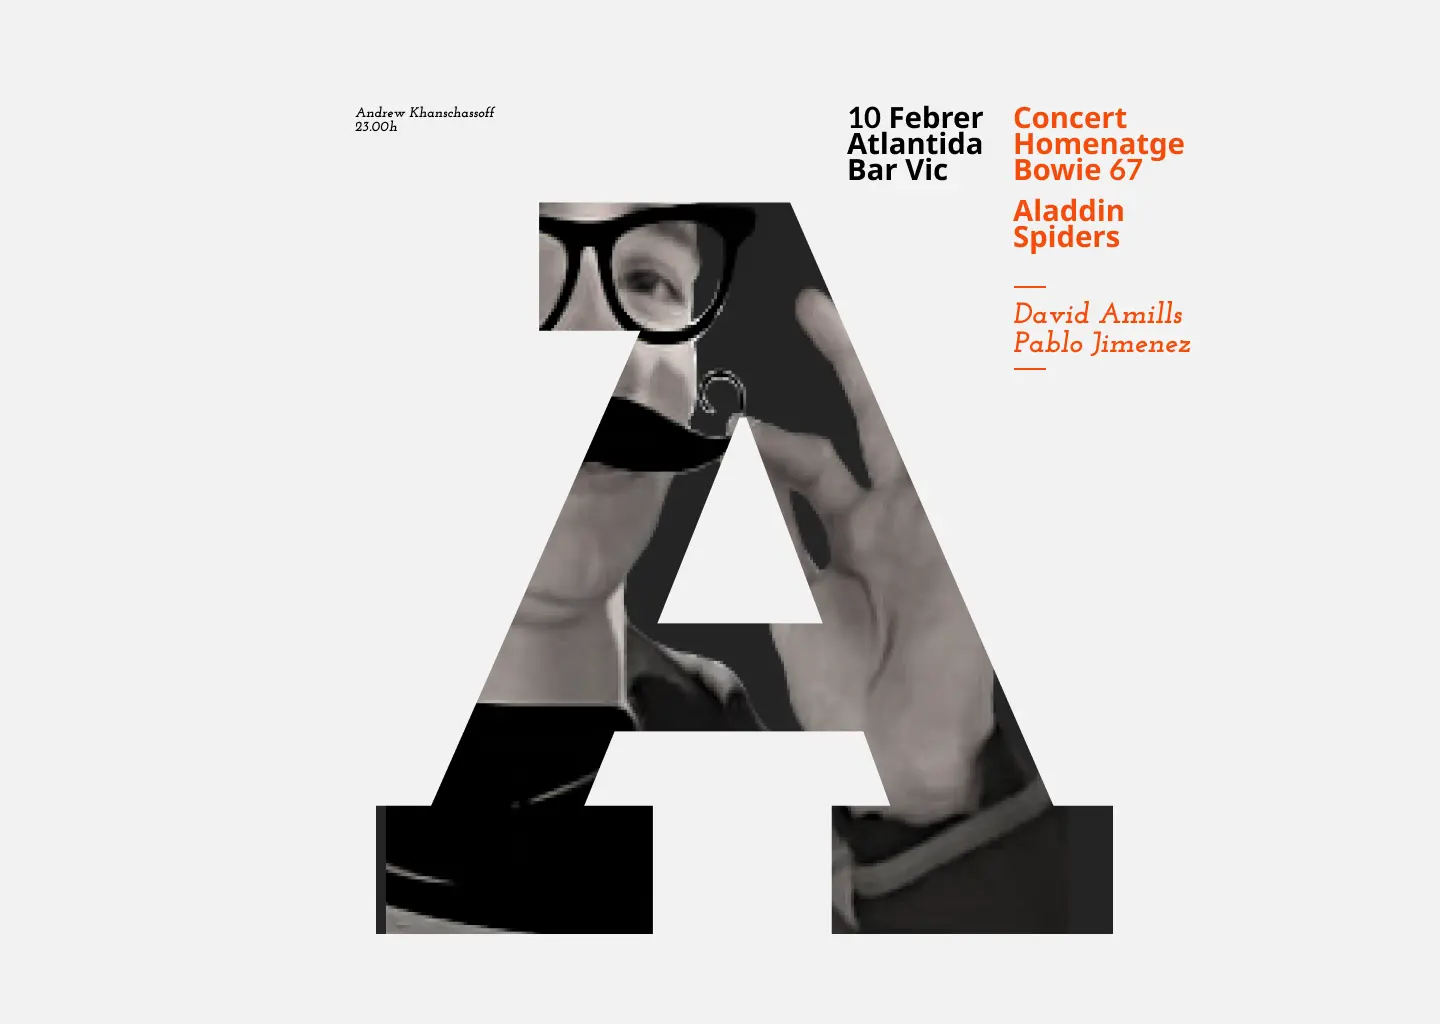 Andrew Khanschassoff
23.00h
10 Febrer
Atlantida
Bar Vic
Concert
Homenatge
Bowie 67
Aladdin
Spiders
David Amills
Pablo Jimenez
A